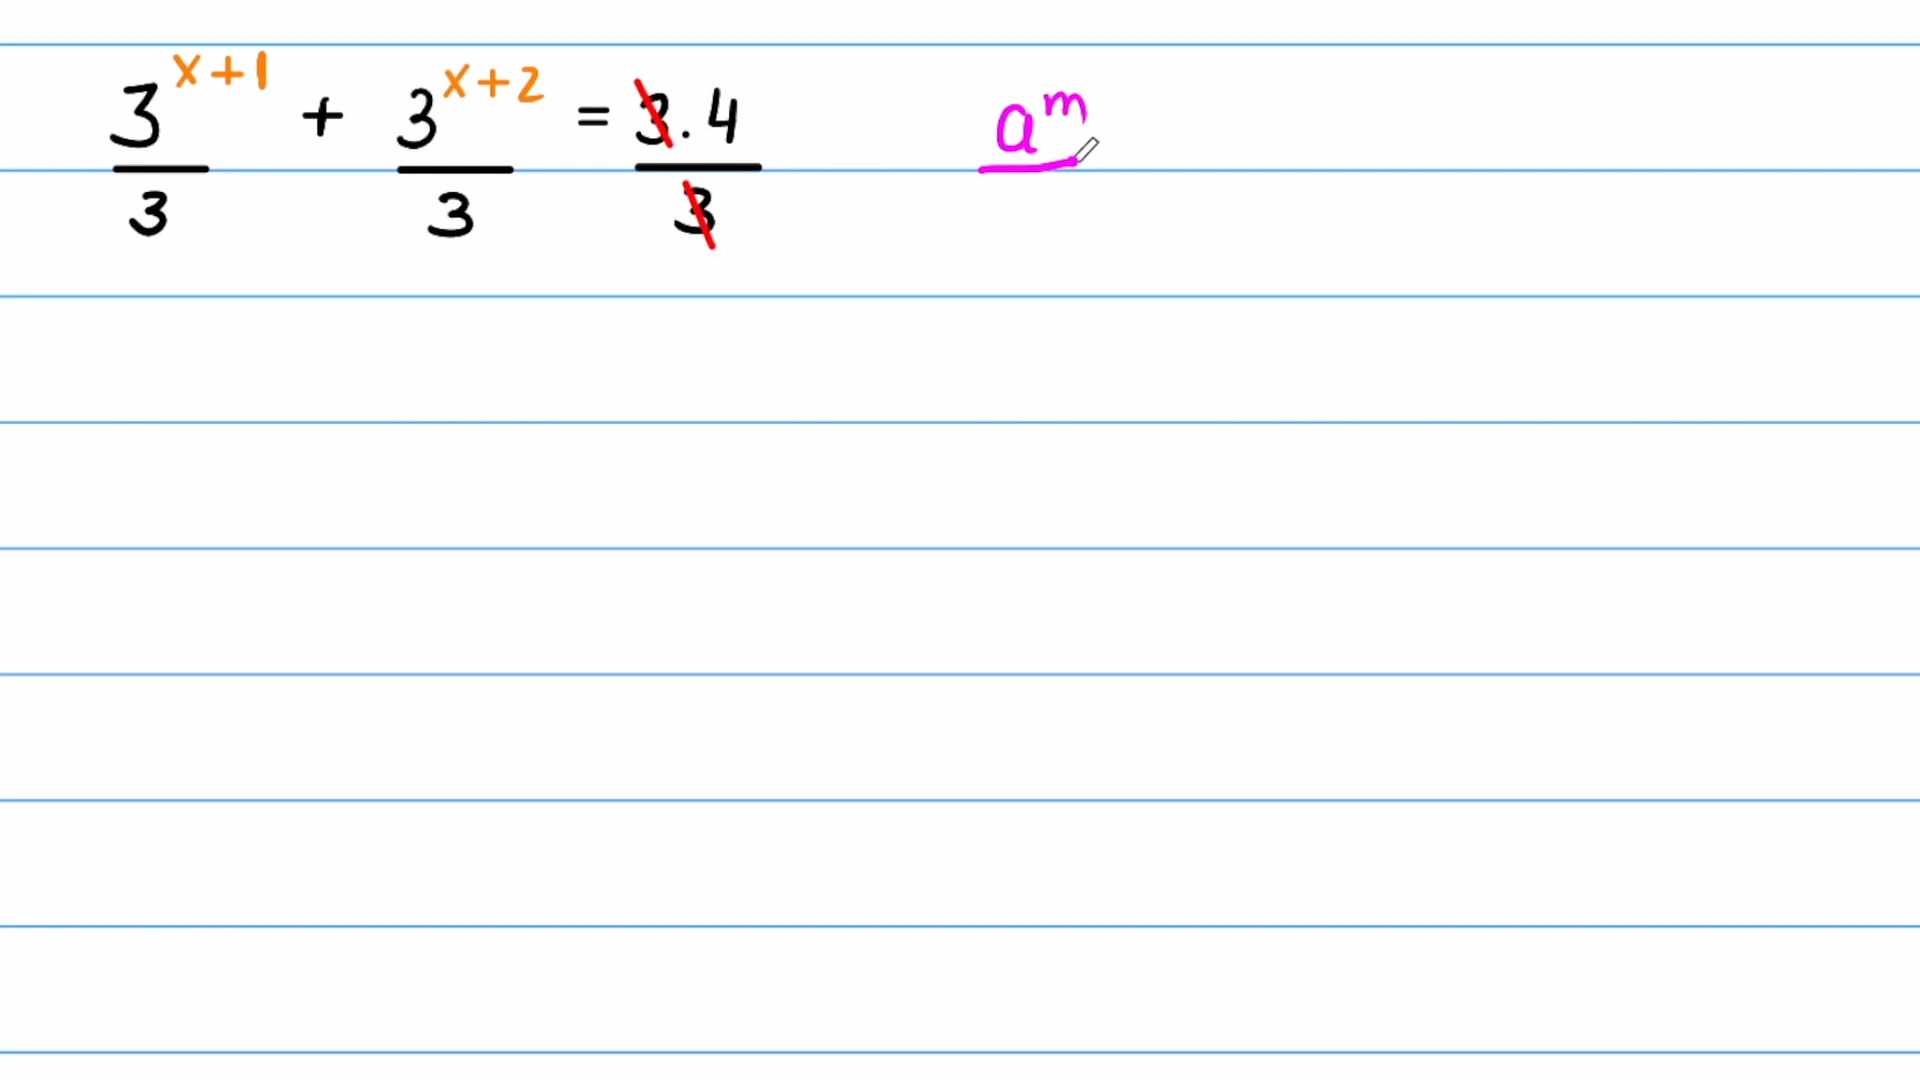 3^{x+1}/3 + 3^{x+2}/3 = 3.4/3
a^m